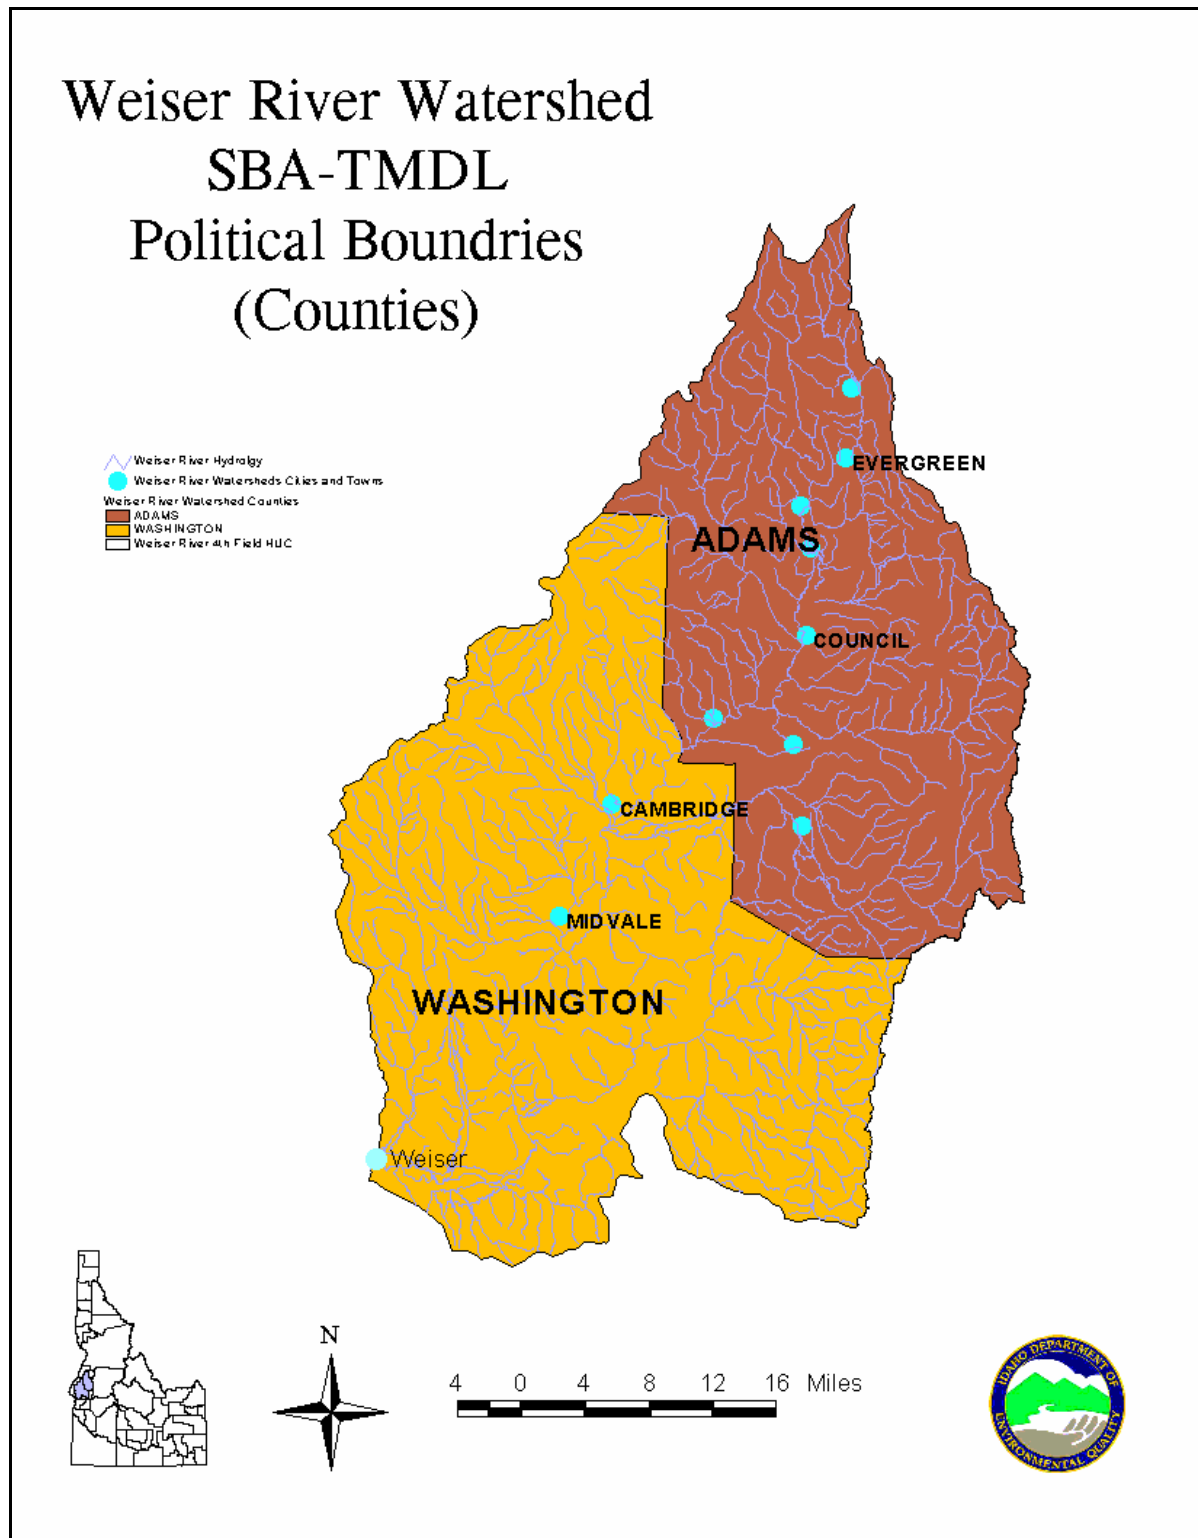 Weiser River Watershed
SBA-TMDL
Political Boundries
(Counties)
Weiser River Hydrolgy
Weiser River Watersheds Cities and Towns
Weiser River Watershed Counties
ADAMS
WASHINGTON
Weiser River 4th Field HUC
EVERGREEN
ADAMS
COUNCIL
CAMBRIDGE
MIDVALE
WASHINGTON
Weiser
N
4 0 4 8 12 16 Miles
IDAHO DEPARTMENT OF
ENVIRONMENTAL QUALITY